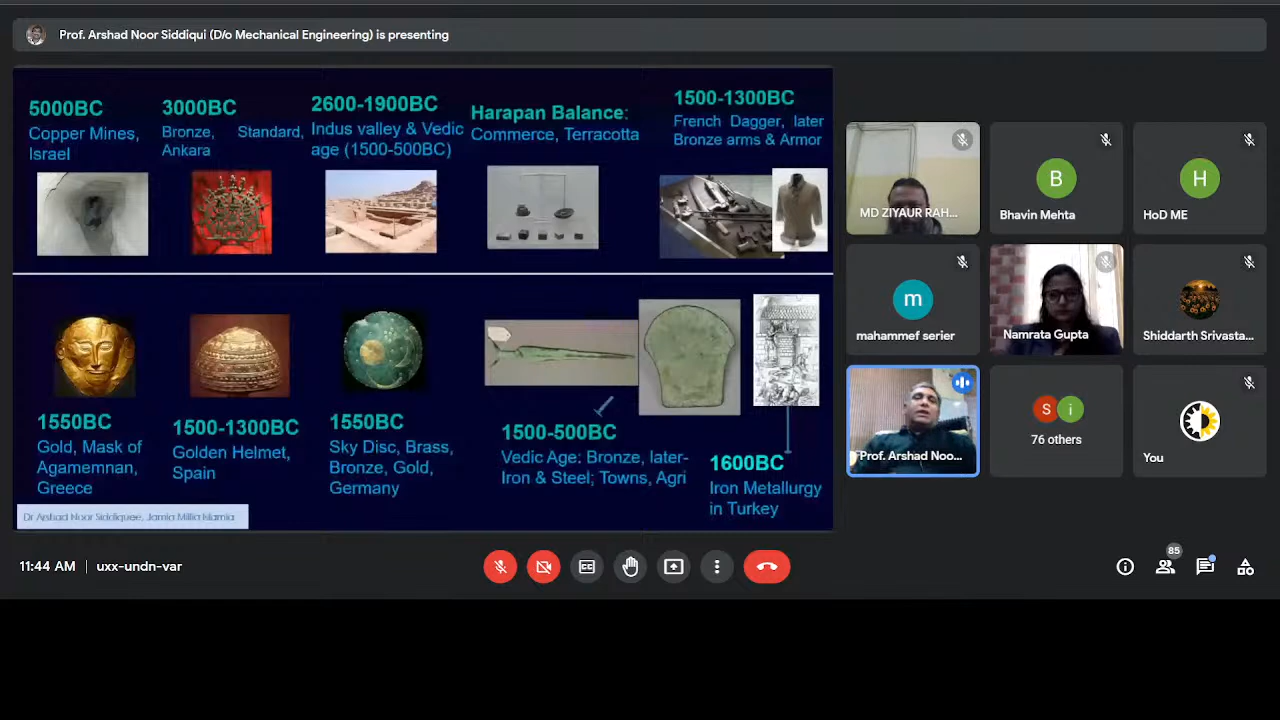 Prof. Arshad Noor Siddiqui (D/o Mechanical Engineering) is presenting
5000BC
Copper Mines,
Israel
3000BC
Bronze, Standard,
Ankara
2600-1900BC
Indus valley & Vedic
age (1500-500BC)
Harapan Balance:
Commerce, Terracotta
1500-1300BC
French Dagger, later
Bronze arms & Armor
1550BC
Gold, Mask of
Agamemnan,
Greece
1500-1300BC
Golden Helmet,
Spain
1550BC
Sky Disc, Brass,
Bronze, Gold,
Germany
1500-500BC
Vedic Age: Bronze, later-
Iron & Steel; Towns, Agri
1600BC
Iron Metallurgy
in Turkey
Dr Arshad Noor Siddiquee, Jamia Millia Islamia
MD ZIYAUR RAH...
B
Bhavin Mehta
H
HoD ME
m
mahammef serier
Namrata Gupta
Shiddarth Srivasta...
Prof. Arshad Noo...
S i
76 others
You
11:44 AM | uxx-undn-var
85